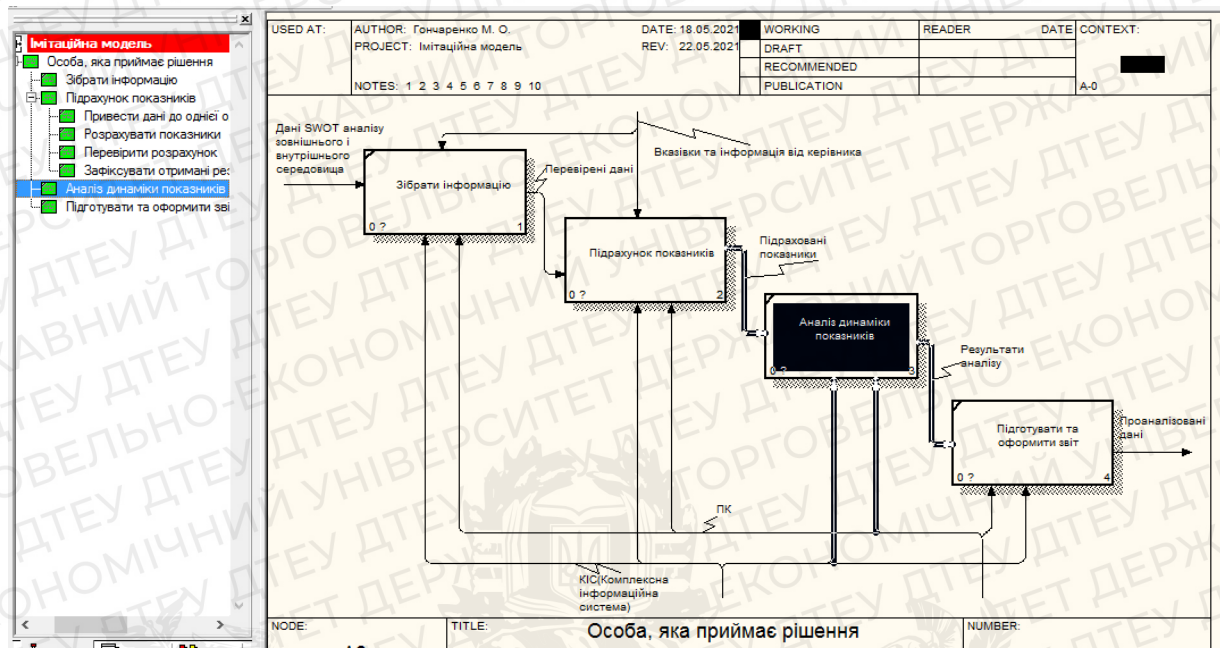 Імітаційна модель
Особа, яка приймає рішення
Зібрати інформацію
Підрахунок показників
Привести дані до однієї о
Розрахувати показники
Перевірити розрахунок
Зафіксувати отримані рез
Аналіз динаміки показників
Підготувати та оформити зві
USED AT:
AUTHOR: Гончаренко М. О.
DATE: 18.05.2021
PROJECT: Імітаційна модель
REV: 22.05.2021
NOTES: 1 2 3 4 5 6 7 8 9 10
WORKING
DRAFT
RECOMMENDED
PUBLICATION
READER
DATE
CONTEXT:
A-0
Дані SWOT аналізу
зовнішнього і
внутрішнього
середовища
Вказівки та інформація від керівника
Зібрати інформацію
0 ?
1
Перевірені дані
Підрахунок показників
0 ?
2
Підраховані
показники
Аналіз динаміки
показників
0 ?
3
Результати
аналізу
Підготувати та
оформити звіт
0 ?
4
Проаналізовані
дані
ПК
КІС(Комплексна
інформаційна
система)
NODE:
TITLE:
Особа, яка приймає рішення
NUMBER: